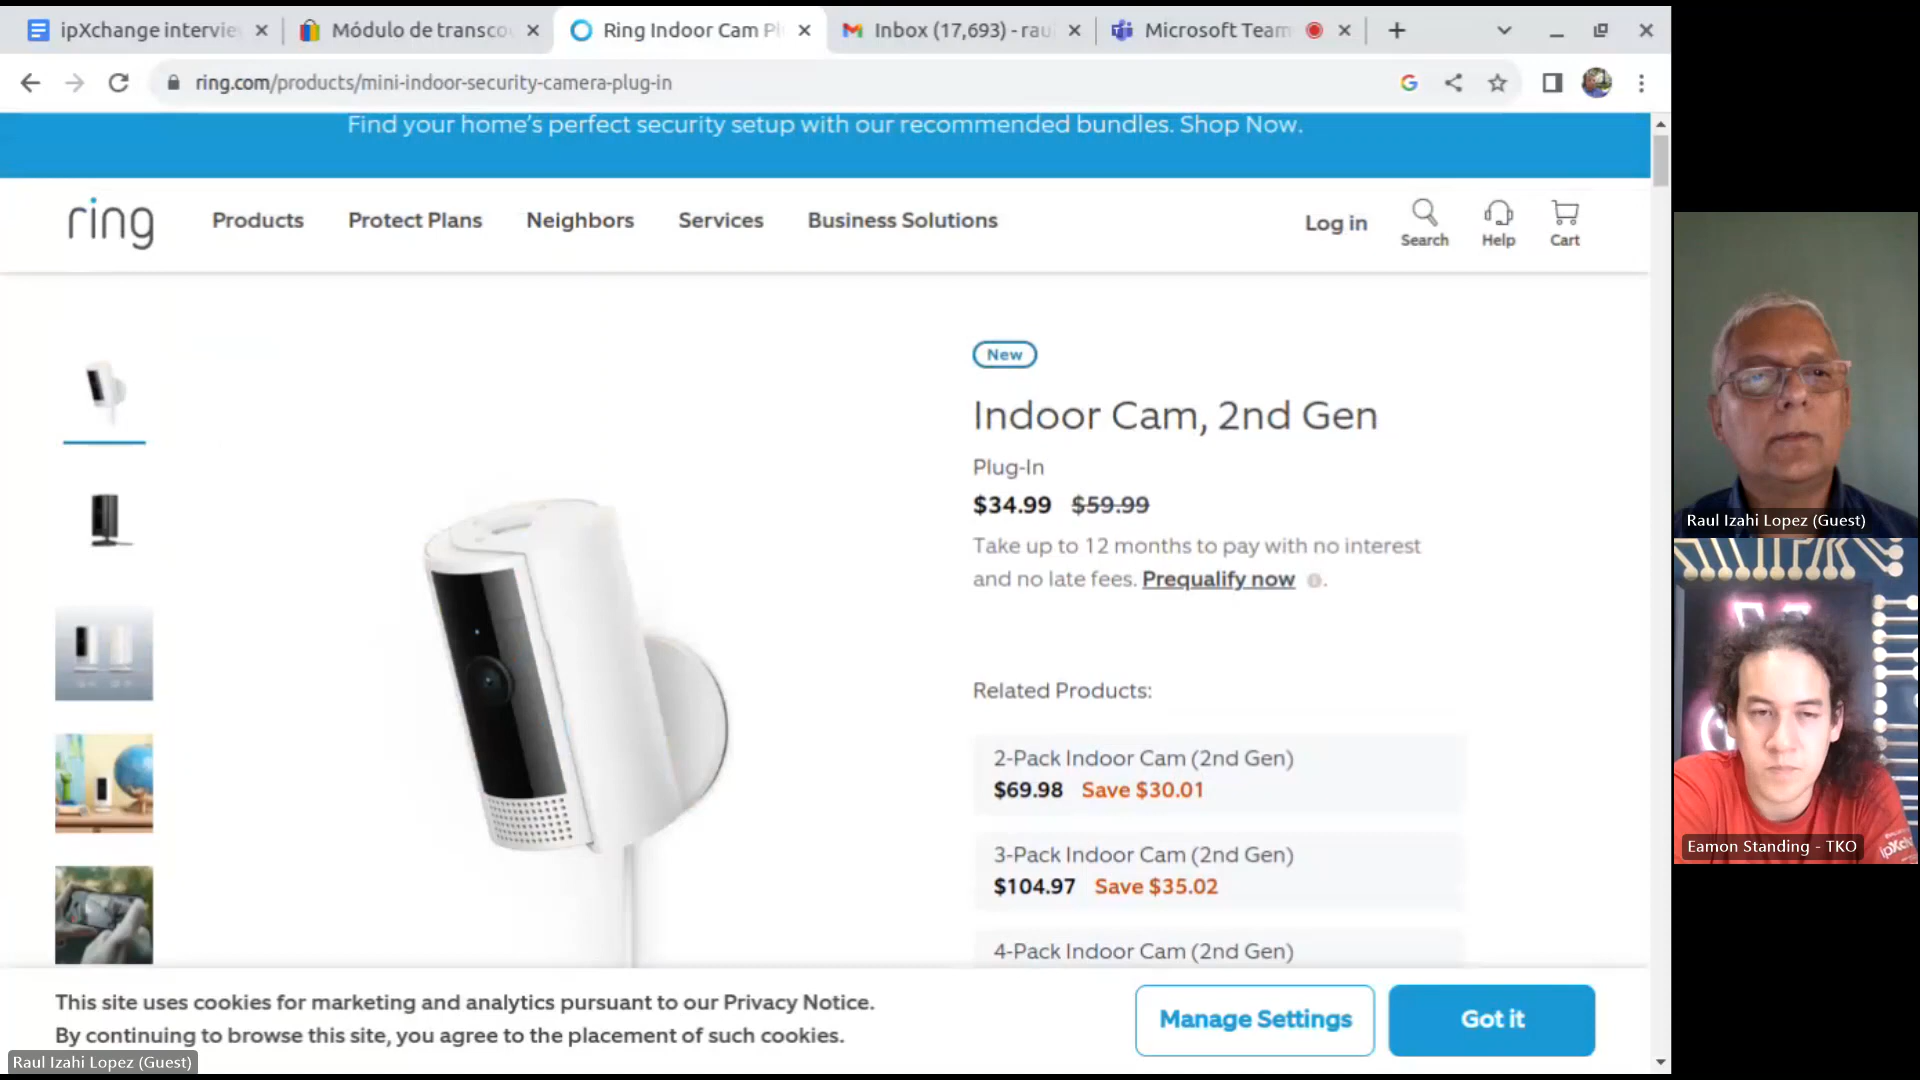 ipXchange intervie
Módulo de transco
Ring Indoor Cam Pl
Inbox (17,693) - rau
Microsoft Team
ring.com/products/mini-indoor-security-camera-plug-in
Find your home's perfect security setup with our recommended bundles. Shop Now.
ring
Products
Protect Plans
Neighbors
Services
Business Solutions
Log in
Search
Help
Cart
New
Indoor Cam, 2nd Gen
Plug-In
$34.99 $59.99
Take up to 12 months to pay with no interest
and no late fees. Prequalify now
Related Products:
2-Pack Indoor Cam (2nd Gen)
$69.98 Save $30.01
3-Pack Indoor Cam (2nd Gen)
$104.97 Save $35.02
4-Pack Indoor Cam (2nd Gen)
This site uses cookies for marketing and analytics pursuant to our Privacy Notice.
By continuing to browse this site, you agree to the placement of such cookies.
Manage Settings
Got it
Raul Izahi Lopez (Guest)
Raul Izahi Lopez (Guest)
Eamon Standing - TKO